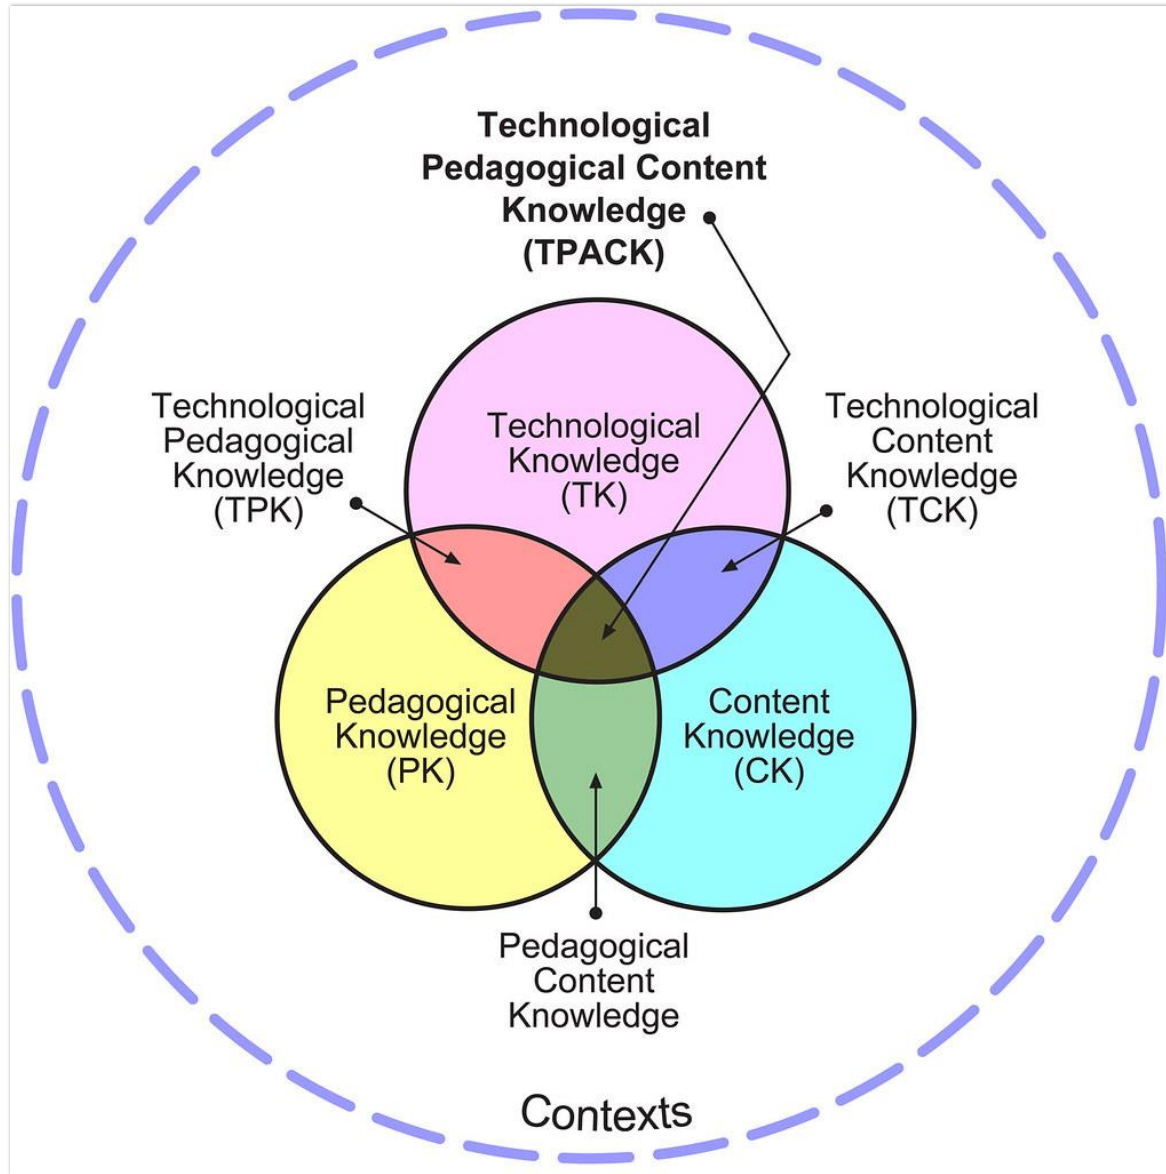 Technological
Pedagogical Content
Knowledge
(TPACK)
Technological
Pedagogical
Knowledge
(TPK)
Technological
Knowledge
(TK)
Technological
Content
Knowledge
(TCK)
Pedagogical
Knowledge
(PK)
Content
Knowledge
(CK)
Pedagogical
Content
Knowledge
Contexts